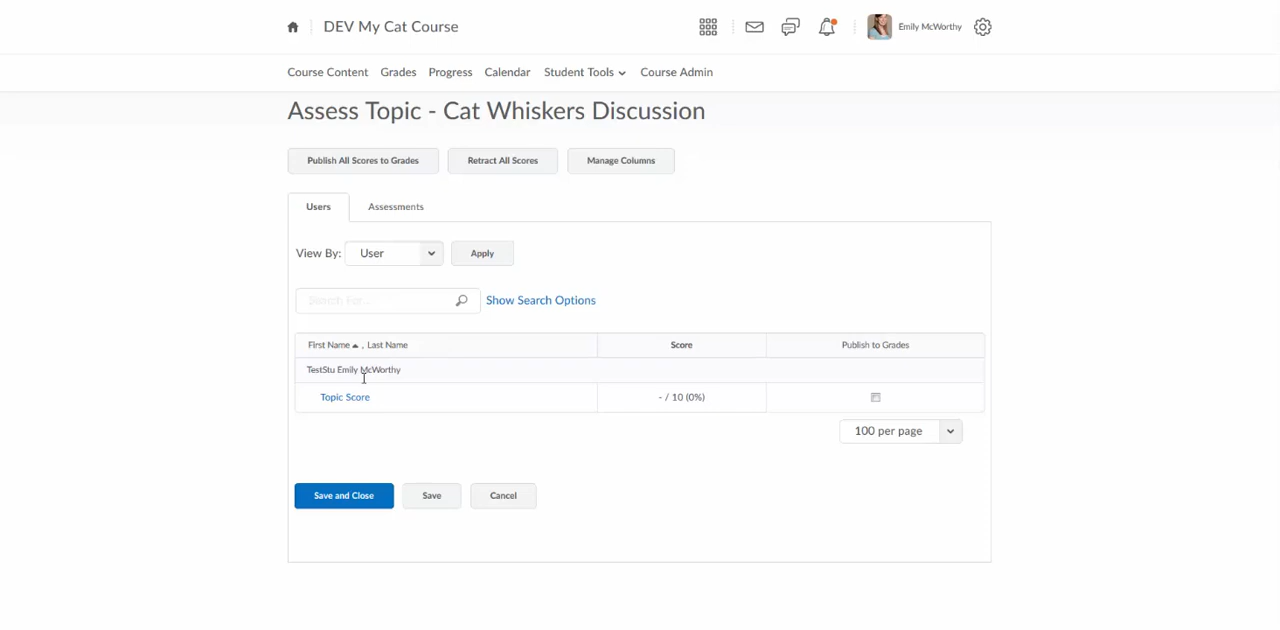 DEV My Cat Course
Emily McWorthy
Course Content Grades Progress Calendar Student Tools Course Admin
Assess Topic - Cat Whiskers Discussion
Publish All Scores to Grades Retract All Scores Manage Columns
Users Assessments
View By: User Apply
Search For... Show Search Options
First Name , Last Name Score Publish to Grades
TestStu Emily McWorthy
Topic Score - / 10 (0%)
100 per page
Save and Close Save Cancel